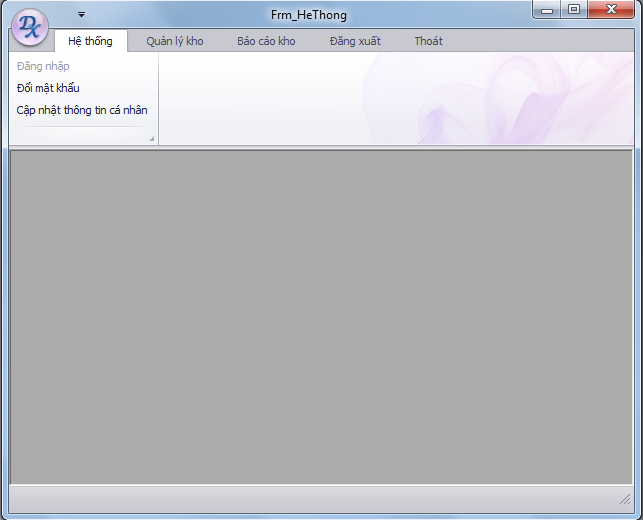 Frm_HeThong
DX
Hệ thống Quản lý kho Báo cáo kho Đăng xuất Thoát
Đăng nhập
Đổi mật khẩu
Cập nhật thông tin cá nhân